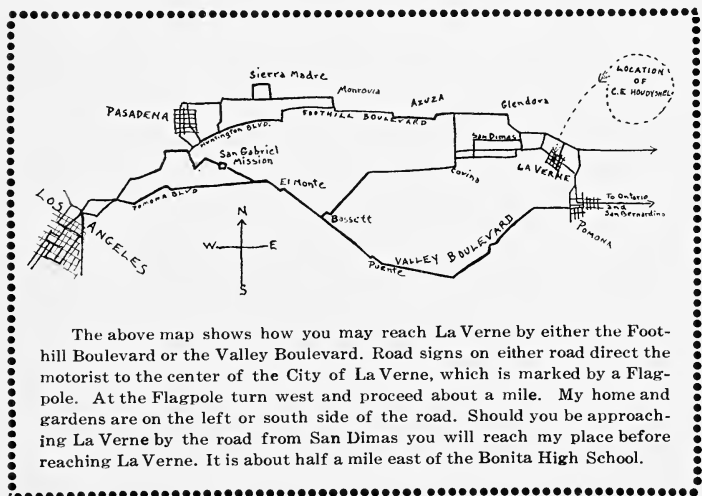 Sierra Madre
Monrovia
AZUZA
Glendora
LOCATION
OF
C.E. HOUDYSHEL
PASADENA
HUNTINGTON BLVD.
FOOTHILL BOULEVARD
San Dimas
San Gabriel
Mission
LA VERNE
El Monte
Covina
LOS ANGELES
POMONA BLVD
N
W E
S
Bassett
To Ontario
and
San Bernardino
POMONA
Puente
VALLEY BOULEVARD
The above map shows how you may reach La Verne by either the Foot-
hill Boulevard or the Valley Boulevard. Road signs on either road direct the
motorist to the center of the City of La Verne, which is marked by a Flag-
pole. At the Flagpole turn west and proceed about a mile. My home and
gardens are on the left or south side of the road. Should you be approach-
ing La Verne by the road from San Dimas you will reach my place before
reaching La Verne. It is about half a mile east of the Bonita High School.